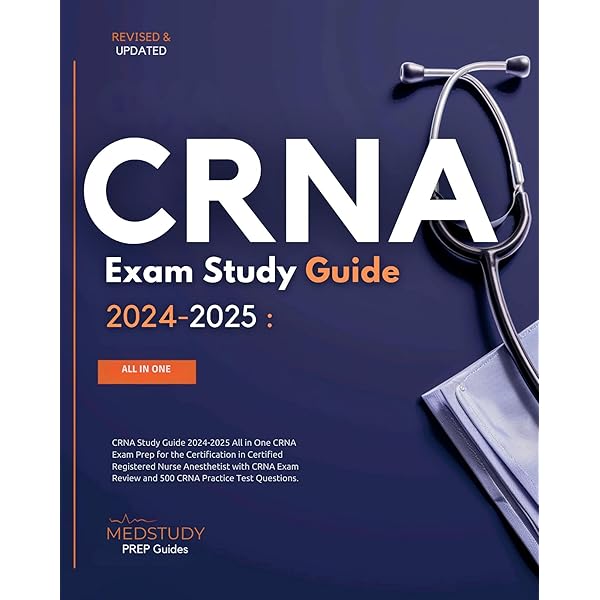 REVISED &
UPDATED
CRNA
Exam Study Guide
2024-2025 :
ALL IN ONE
CRNA Study Guide 2024-2025 All in One CRNA
Exam Prep for the Certification in Certified
Registered Nurse Anesthetist with CRNA Exam
Review and 500 CRNA Practice Test Questions.
MEDSTUDY
PREP Guides